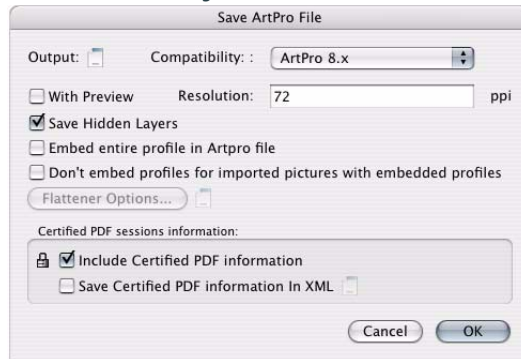 Save ArtPro File
Output: Compatibility: : ArtPro 8.x
With Preview Resolution: 72 ppi
Save Hidden Layers
Embed entire profile in Artpro file
Don't embed profiles for imported pictures with embedded profiles
Flattener Options...
Certified PDF sessions information:
Include Certified PDF information
Save Certified PDF information In XML
Cancel OK